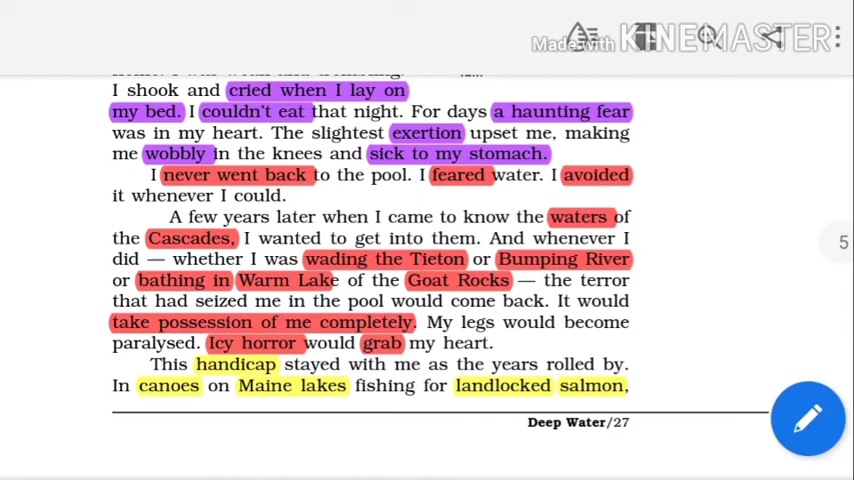 Made with KINEMASTER
I shook and cried when I lay on
my bed. I couldn't eat that night. For days a haunting fear
was in my heart. The slightest exertion upset me, making
me wobbly in the knees and sick to my stomach.
I never went back to the pool. I feared water. I avoided
it whenever I could.
A few years later when I came to know the waters of
the Cascades, I wanted to get into them. And whenever I
did — whether I was wading the Tieton or Bumping River
or bathing in Warm Lake of the Goat Rocks — the terror
that had seized me in the pool would come back. It would
take possession of me completely. My legs would become
paralysed. Icy horror would grab my heart.
This handicap stayed with me as the years rolled by.
In canoes on Maine lakes fishing for landlocked salmon,
Deep Water/27
5